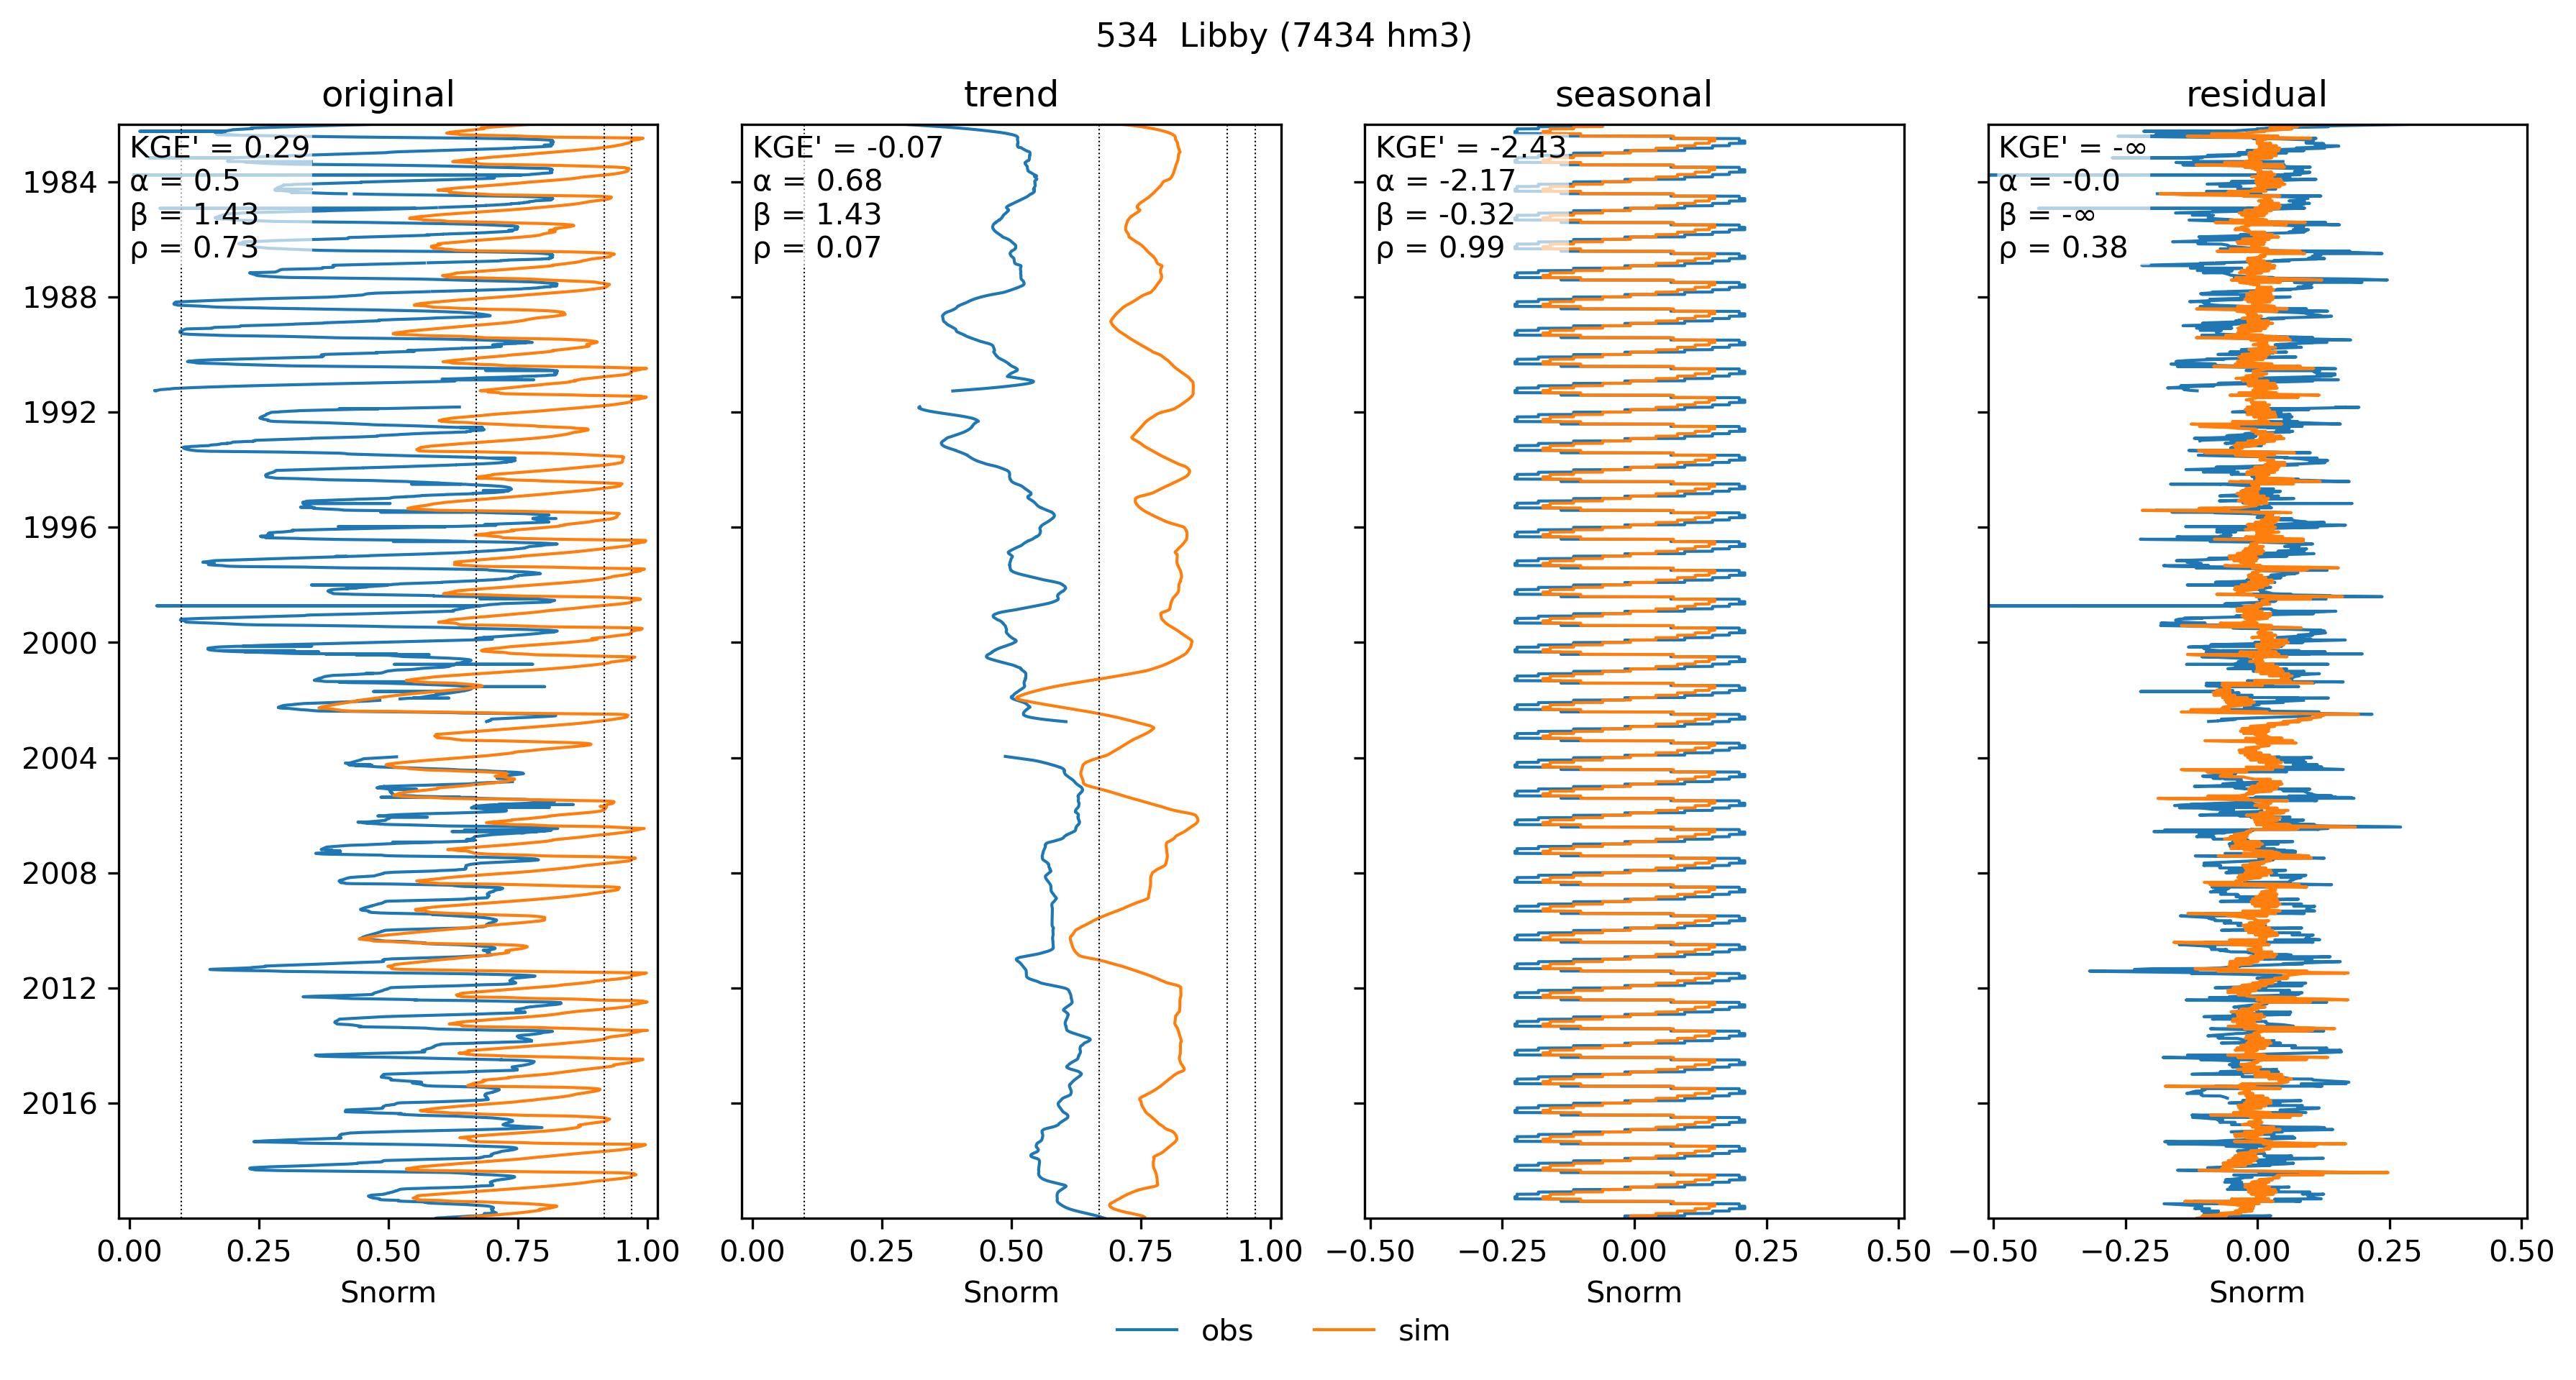 534  Libby (7434 hm3)
original
trend
seasonal
residual
KGE' = 0.29
α = 0.5
β = 1.43
ρ = 0.73
KGE' = -0.07
α = 0.68
β = 1.43
ρ = 0.07
KGE' = -2.43
α = -2.17
β = -0.32
ρ = 0.99
KGE' = -∞
α = -0.0
β = -∞
ρ = 0.38
1984
1988
1992
1996
2000
2004
2008
2012
2016
0.00 0.25 0.50 0.75 1.00
0.00 0.25 0.50 0.75 1.00
−0.50 −0.25 0.00 0.25 0.50
−0.50 −0.25 0.00 0.25 0.50
Snorm
Snorm
Snorm
Snorm
obs
sim